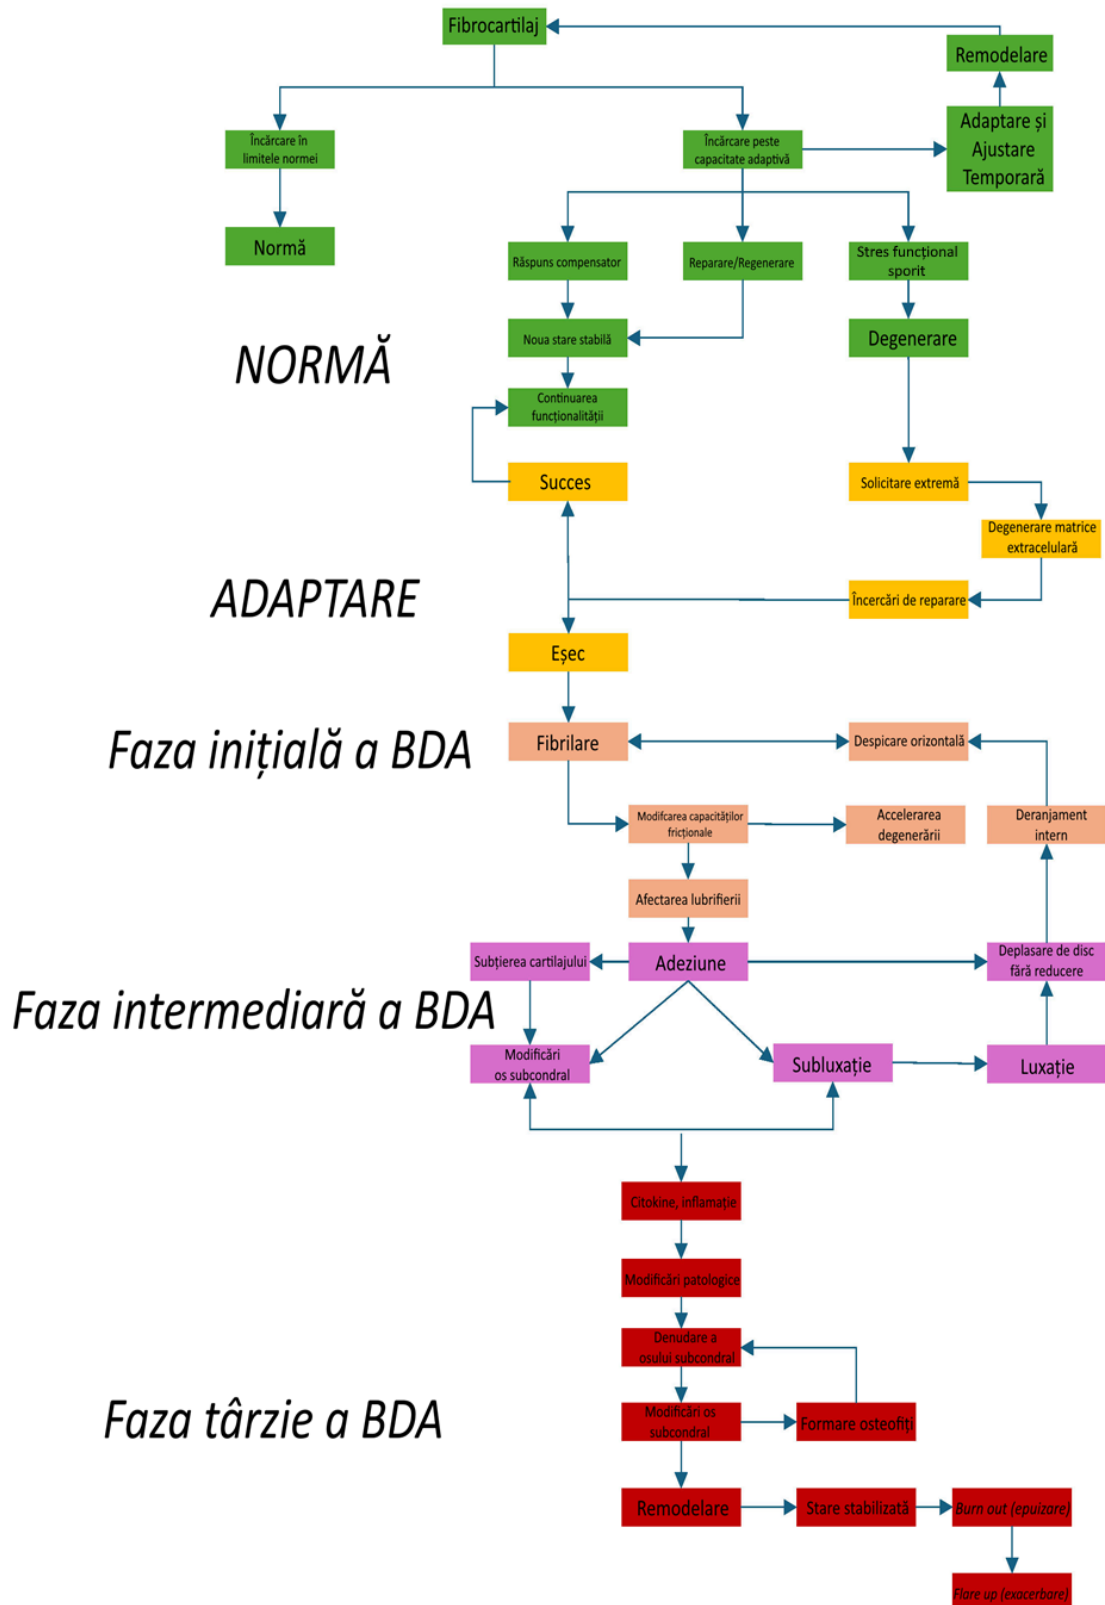 Fibrocartilaj
Remodelare
Adaptare și
Ajustare
Temporară
Încărcare în
limitele normei
Încărcare peste
capacitate adaptivă
Normă
Răspuns compensator
Reparare/Regenerare
Stres funcțional
sporit
Noua stare stabilă
Degenerare
NORMĂ
Continuarea
funcționalității
Succes
Solicitare extremă
Degenerare matrice
extracelulară
ADAPTARE
Încercări de reparare
Eșec
Faza inițială a BDA
Fibrilare
Despicare orizontală
Modifcarea capacităților
fricționale
Accelerarea
degenerării
Deranjament
intern
Afectarea lubrifierii
Subțierea cartilajului
Adeziune
Deplasare de disc
fără reducere
Faza intermediară a BDA
Modificări
os subcondral
Subluxație
Luxație
Citokine, inflamație
Modificări patologice
Denudare a
osului subcondral
Faza târzie a BDA
Modificări os
subcondral
Formare osteofiți
Remodelare
Stare stabilizată
Burn out (epuizare)
Flare up (exacerbare)